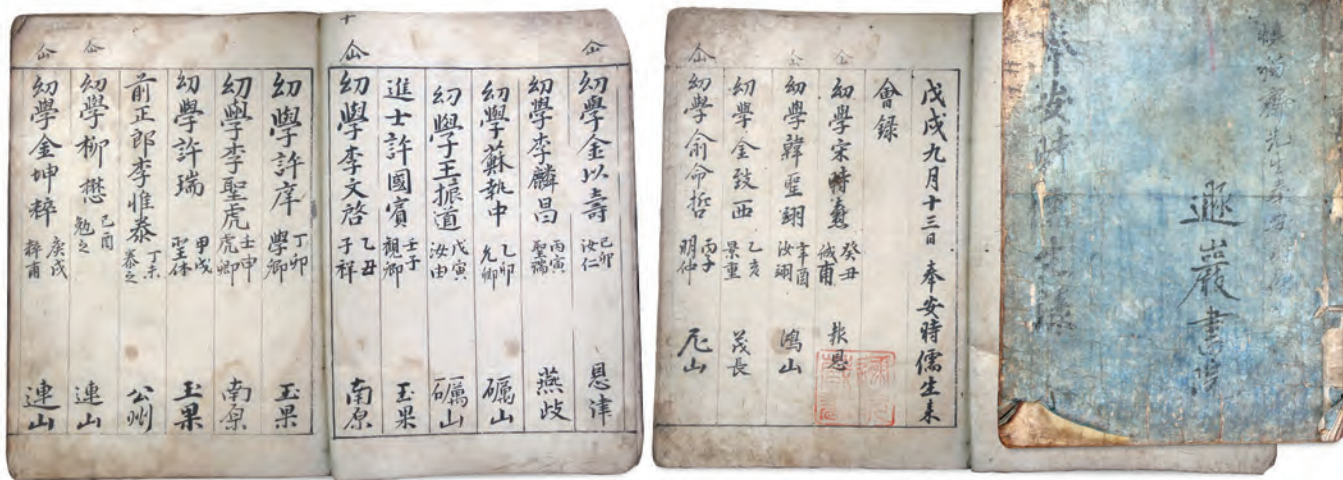 遯巖書院
戊戌九月十三日 奉安時儒生来
會録
幼學宋時燾 癸丑 誠甫 報恩
幼學韓聖翊 辛酉 汝翊 鴻山
幼學金致西 乙亥 景重 茂長
幼學俞命哲 丙子 明仲 尼山
幼學金以壽 己卯 汝仁 恩津
幼學李麟昌 丙寅 聖瑞 燕歧
幼學蘇執中 乙卯 允卿 礪山
幼學王振道 戊寅 汝由 礪山
進士許國賓 壬子 觀卿 玉果
幼學李文啓 乙丑 子祥 南原
幼學許庠 丁卯 學卿 玉果
幼學李聖虎 壬申 虎卿 南原
幼學許瑞 甲戌 聖休 玉果
前正郎李惟泰 丁未 泰之 公州
幼學柳懋 己酉 勉之 連山
幼學金坤粹 庚戌 粹甫 連山